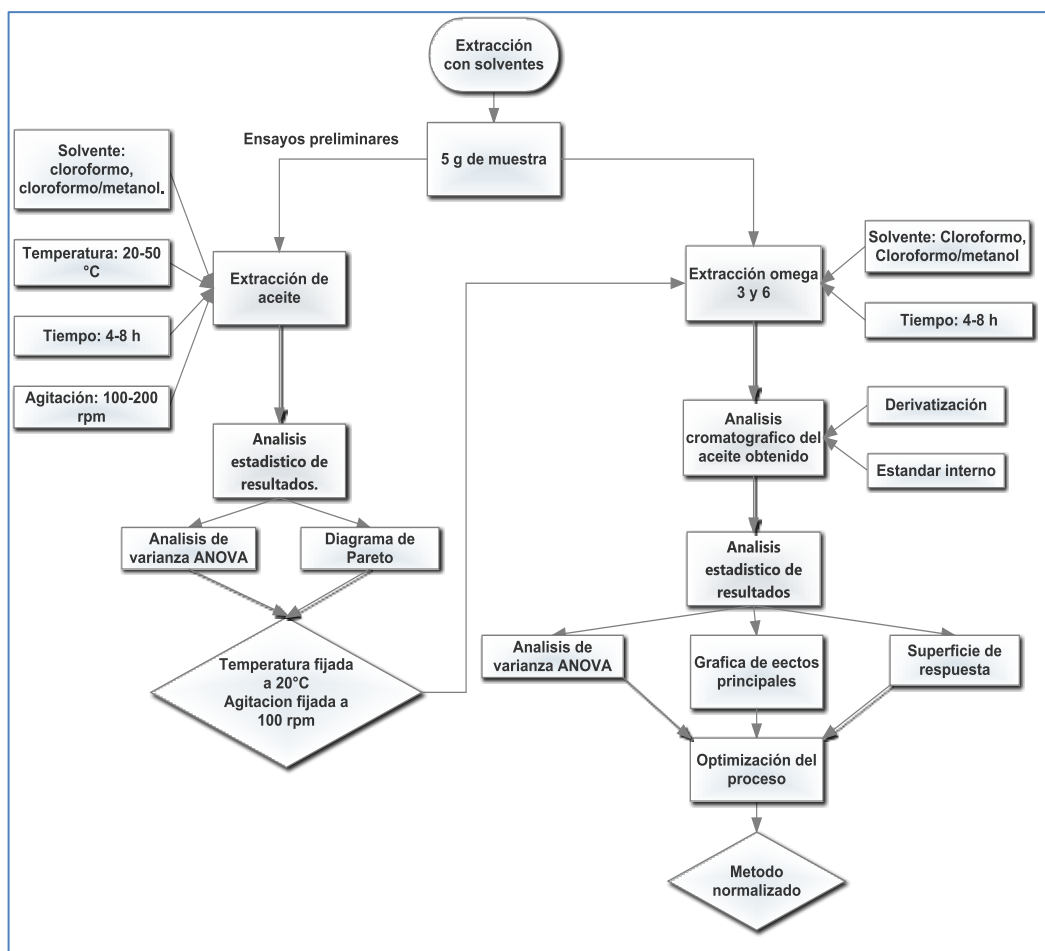 Extracción
con solventes
Ensayos preliminares
5 g de muestra
Solvente:
cloroformo,
cloroformo/metanol.
Temperatura: 20-50
°C
Tiempo: 4-8 h
Agitación: 100-200
rpm
Extracción de
aceite
Analisis
estadistico de
resultados.
Analisis de
varianza ANOVA
Diagrama de
Pareto
Temperatura fijada
a 20°C
Agitacion fijada a
100 rpm
Extracción omega
3 y 6
Solvente: Cloroformo,
Cloroformo/metanol
Tiempo: 4-8 h
Analisis
cromatografico del
aceite obtenido
Derivatización
Estandar interno
Analisis
estadistico de
resultados
Analisis de
varianza ANOVA
Grafica de eectos
principales
Superficie de
respuesta
Optimización del
proceso
Metodo
normalizado